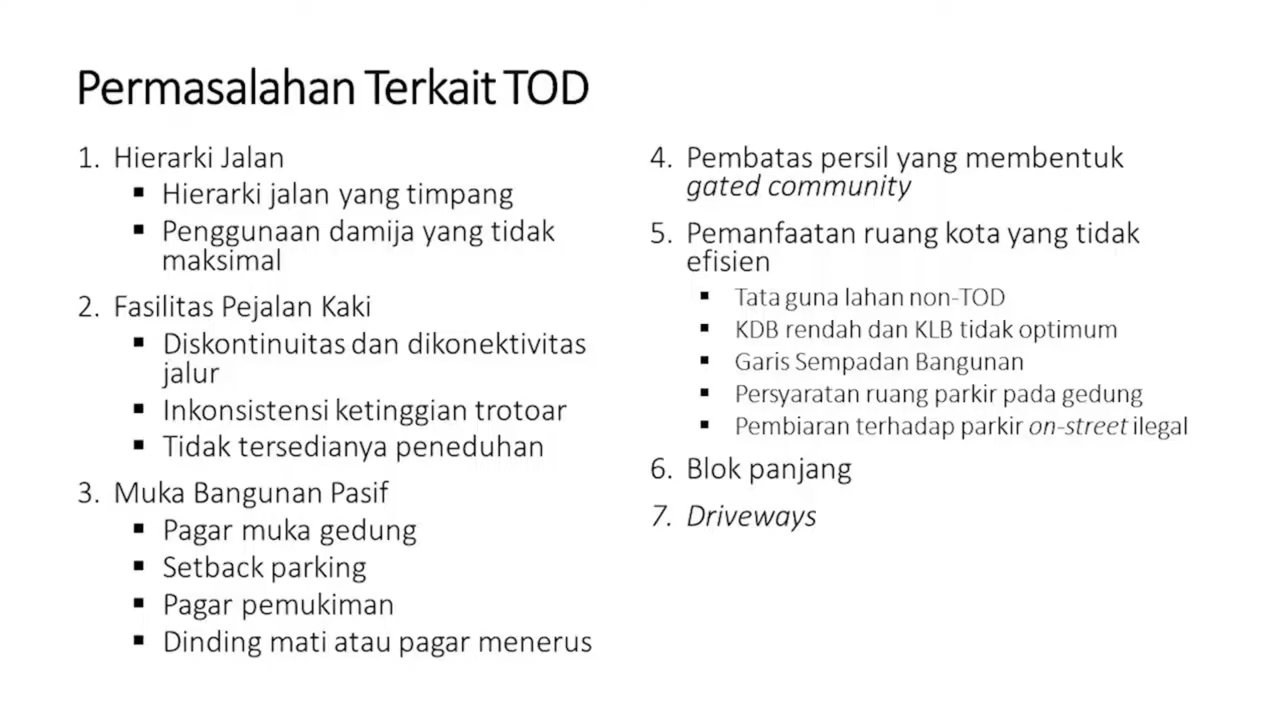 Permasalahan Terkait TOD
1. Hierarki Jalan
▪ Hierarki jalan yang timpang
▪ Penggunaan damija yang tidak
maksimal
2. Fasilitas Pejalan Kaki
▪ Diskontinuitas dan dikonektivitas
jalur
▪ Inkonsistensi ketinggian trotoar
▪ Tidak tersedianya peneduhan
3. Muka Bangunan Pasif
▪ Pagar muka gedung
▪ Setback parking
▪ Pagar pemukiman
▪ Dinding mati atau pagar menerus
4. Pembatas persil yang membentuk
gated community
5. Pemanfaatan ruang kota yang tidak
efisien
▪ Tata guna lahan non-TOD
▪ KDB rendah dan KLB tidak optimum
▪ Garis Sempadan Bangunan
▪ Persyaratan ruang parkir pada gedung
▪ Pembiaran terhadap parkir on-street ilegal
6. Blok panjang
7. Driveways